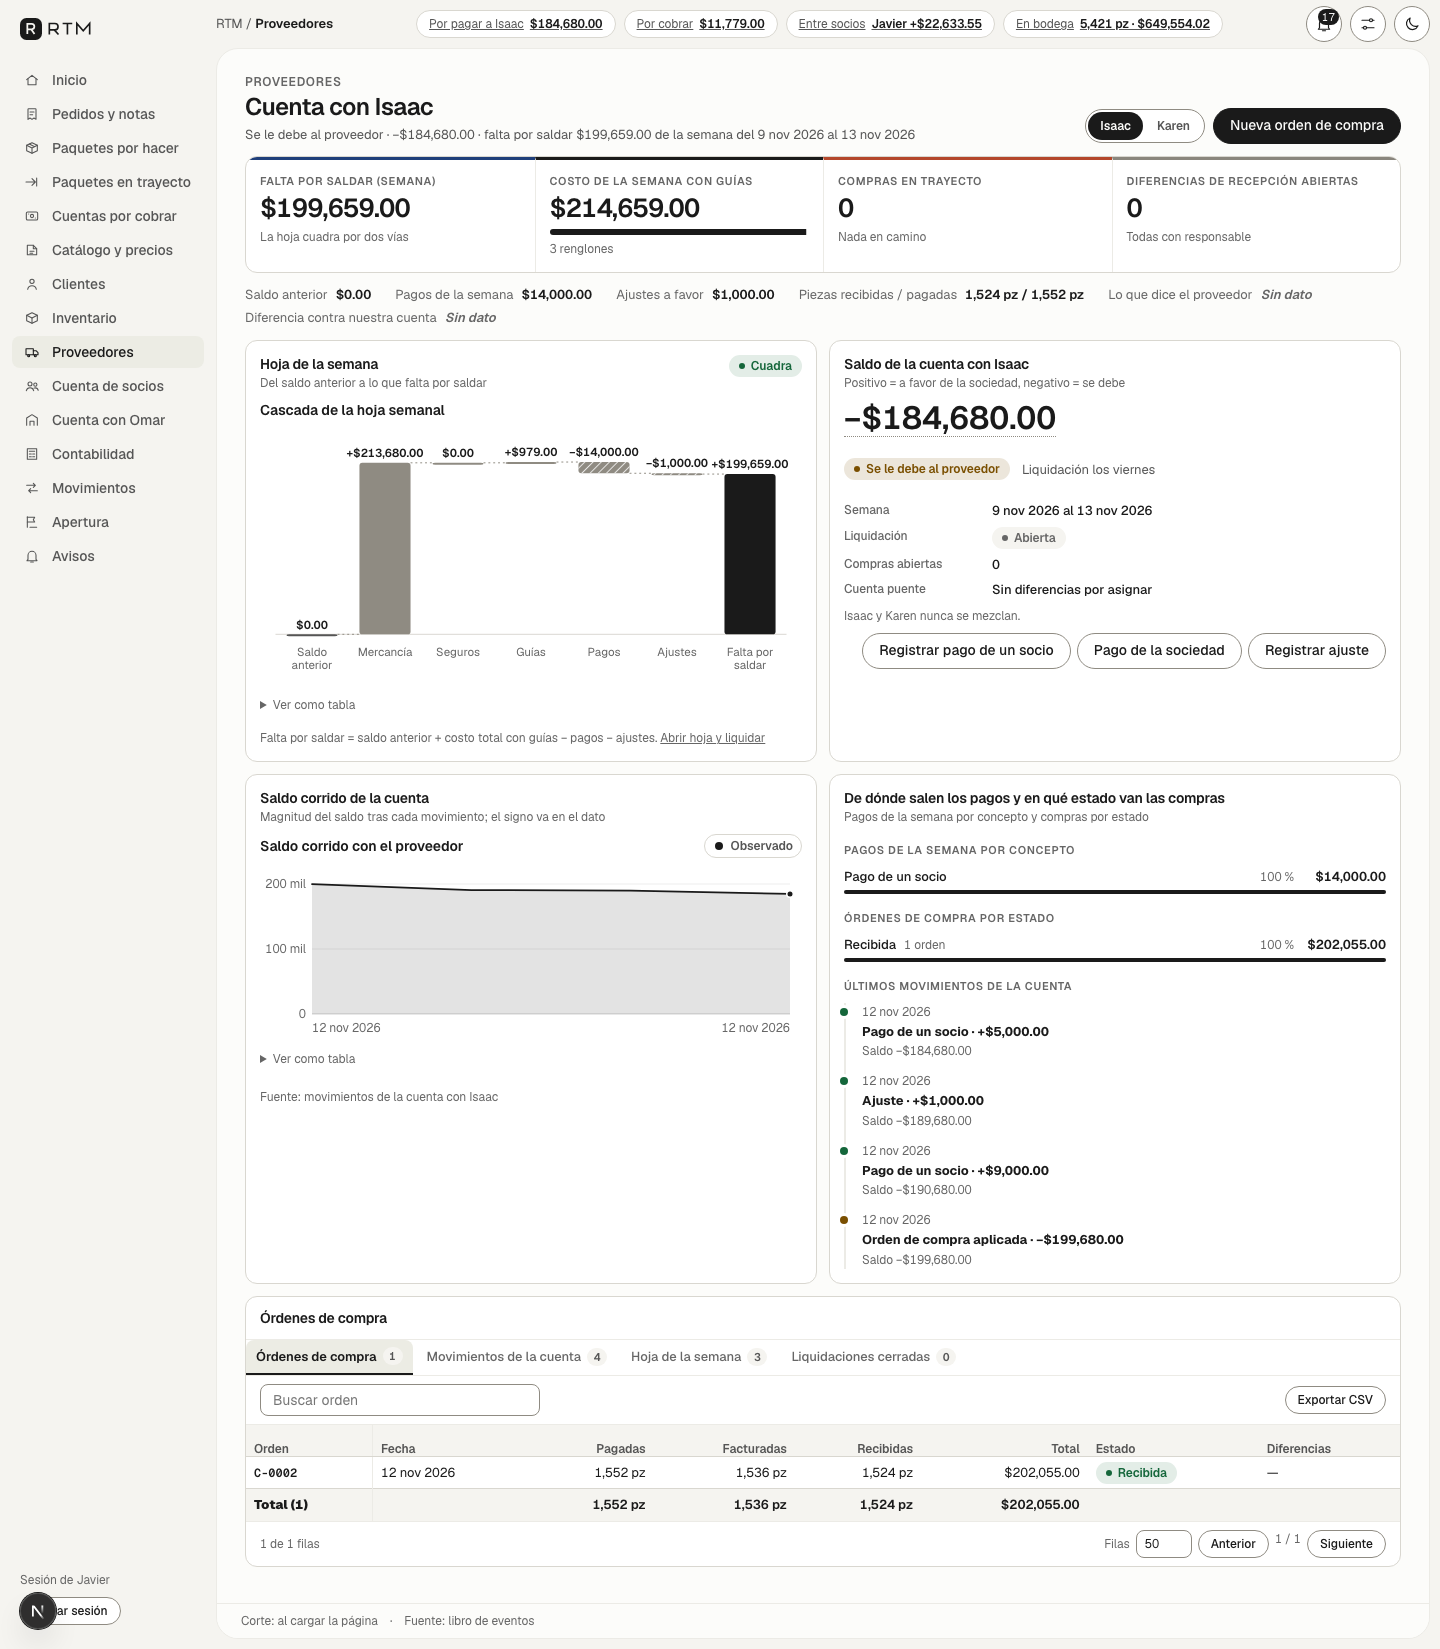 R RTM
RTM / Proveedores
Por pagar a Isaac $184,680.00
Por cobrar $11,779.00
Entre socios Javier +$22,633.55
En bodega 5,421 pz · $649,554.02
17
Inicio
Pedidos y notas
Paquetes por hacer
Paquetes en trayecto
Cuentas por cobrar
Catálogo y precios
Clientes
Inventario
Proveedores
Cuenta de socios
Cuenta con Omar
Contabilidad
Movimientos
Apertura
Avisos
Sesión de Javier
N ar sesión
PROVEEDORES
Cuenta con Isaac
Se le debe al proveedor · −$184,680.00 · falta por saldar $199,659.00 de la semana del 9 nov 2026 al 13 nov 2026
Isaac Karen
Nueva orden de compra
FALTA POR SALDAR (SEMANA)
$199,659.00
La hoja cuadra por dos vías
COSTO DE LA SEMANA CON GUÍAS
$214,659.00
3 renglones
COMPRAS EN TRAYECTO
0
Nada en camino
DIFERENCIAS DE RECEPCIÓN ABIERTAS
0
Todas con responsable
Saldo anterior $0.00 Pagos de la semana $14,000.00 Ajustes a favor $1,000.00 Piezas recibidas / pagadas 1,524 pz / 1,552 pz Lo que dice el proveedor Sin dato
Diferencia contra nuestra cuenta Sin dato
Hoja de la semana
Del saldo anterior a lo que falta por saldar
Cuadra
Cascada de la hoja semanal
+$213,680.00 $0.00 +$979.00 −$14,000.00 −$1,000.00 +$199,659.00
$0.00
Saldo anterior Mercancía Seguros Guías Pagos Ajustes Falta por saldar
Ver como tabla
Falta por saldar = saldo anterior + costo total con guías − pagos − ajustes. Abrir hoja y liquidar
Saldo de la cuenta con Isaac
Positivo = a favor de la sociedad, negativo = se debe
−$184,680.00
Se le debe al proveedor Liquidación los viernes
Semana 9 nov 2026 al 13 nov 2026
Liquidación Abierta
Compras abiertas 0
Cuenta puente Sin diferencias por asignar
Isaac y Karen nunca se mezclan.
Registrar pago de un socio
Pago de la sociedad
Registrar ajuste
Saldo corrido de la cuenta
Magnitud del saldo tras cada movimiento; el signo va en el dato
Saldo corrido con el proveedor
Observado
200 mil
100 mil
0
12 nov 2026 12 nov 2026
Ver como tabla
Fuente: movimientos de la cuenta con Isaac
De dónde salen los pagos y en qué estado van las compras
Pagos de la semana por concepto y compras por estado
PAGOS DE LA SEMANA POR CONCEPTO
Pago de un socio 100 % $14,000.00
ÓRDENES DE COMPRA POR ESTADO
Recibida 1 orden 100 % $202,055.00
ÚLTIMOS MOVIMIENTOS DE LA CUENTA
12 nov 2026
Pago de un socio · +$5,000.00
Saldo −$184,680.00
12 nov 2026
Ajuste · +$1,000.00
Saldo −$189,680.00
12 nov 2026
Pago de un socio · +$9,000.00
Saldo −$190,680.00
12 nov 2026
Orden de compra aplicada · −$199,680.00
Saldo −$199,680.00
Órdenes de compra
Órdenes de compra 1 Movimientos de la cuenta 4 Hoja de la semana 3 Liquidaciones cerradas 0
Buscar orden
Exportar CSV
Orden Fecha Pagadas Facturadas Recibidas Total Estado Diferencias
C-0002 12 nov 2026 1,552 pz 1,536 pz 1,524 pz $202,055.00 Recibida —
Total (1) 1,552 pz 1,536 pz 1,524 pz $202,055.00
1 de 1 filas
Filas 50 Anterior 1 / 1 Siguiente
Corte: al cargar la página · Fuente: libro de eventos